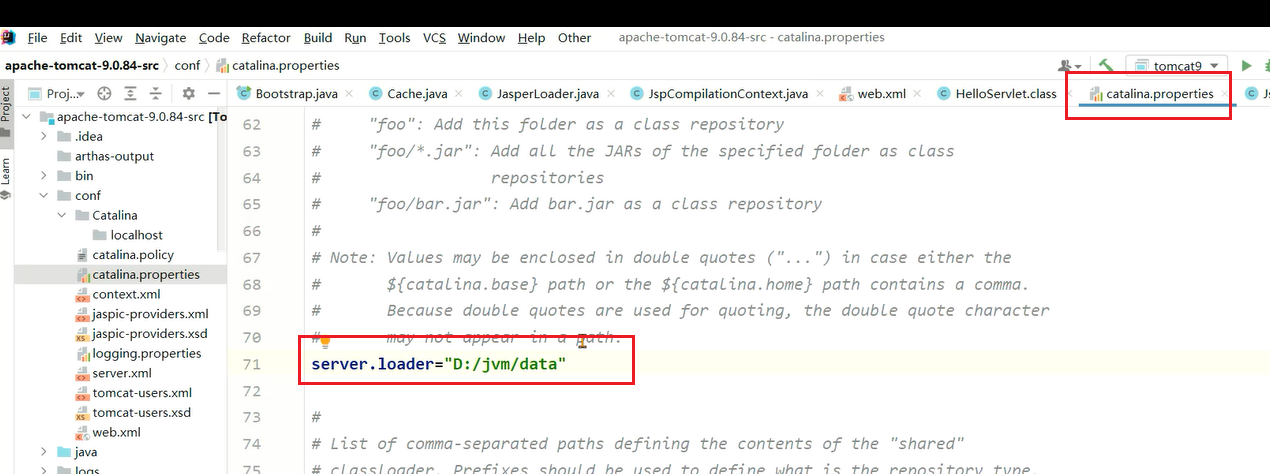 File Edit View Navigate Code Refactor Build Run Tools VCS Window Help Other apache-tomcat-9.0.84-src - catalina.properties
apache-tomcat-9.0.84-src conf catalina.properties tomcat9
Project
Learn
Proj...
Bootstrap.java Cache.java JasperLoader.java JspCompilationContext.java web.xml HelloServlet.class catalina.properties
apache-tomcat-9.0.84-src [To
.idea
arthas-output
bin
conf
Catalina
localhost
catalina.policy
catalina.properties
context.xml
jaspic-providers.xml
jaspic-providers.xsd
logging.properties
server.xml
tomcat-users.xml
tomcat-users.xsd
web.xml
java
logs
62 # "foo": Add this folder as a class repository
63 # "foo/*.jar": Add all the JARs of the specified folder as class
64 # repositories
65 # "foo/bar.jar": Add bar.jar as a class repository
66 #
67 # Note: Values may be enclosed in double quotes ("...") in case either the
68 # ${catalina.base} path or the ${catalina.home} path contains a comma.
69 # Because double quotes are used for quoting, the double quote character
70 # may not appear in a path.
71 server.loader="D:/jvm/data"
72
73 #
74 # List of comma-separated paths defining the contents of the "shared"
75 # classloader. Prefixes should be used to define what is the repository type.